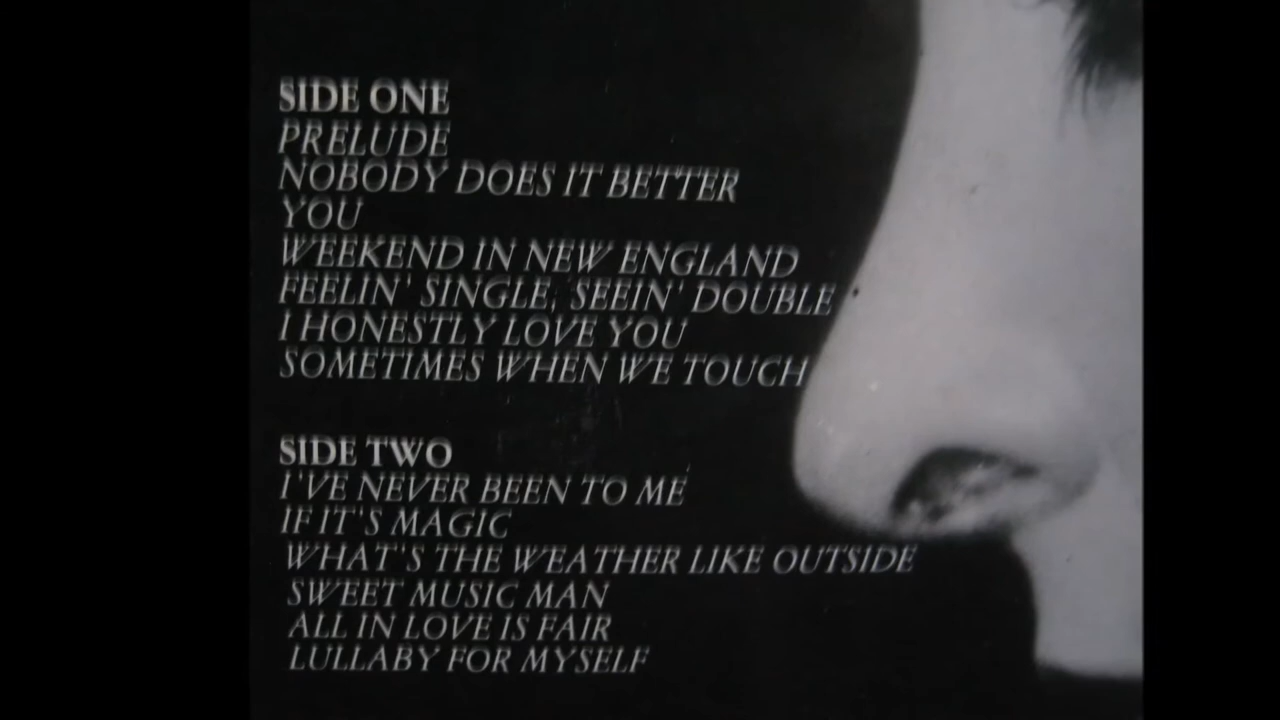 SIDE ONE
PRELUDE
NOBODY DOES IT BETTER
YOU
WEEKEND IN NEW ENGLAND
FEELIN' SINGLE, SEEIN' DOUBLE
I HONESTLY LOVE YOU
SOMETIMES WHEN WE TOUCH
SIDE TWO
I'VE NEVER BEEN TO ME
IF IT'S MAGIC
WHAT'S THE WEATHER LIKE OUTSIDE
SWEET MUSIC MAN
ALL IN LOVE IS FAIR
LULLABY FOR MYSELF